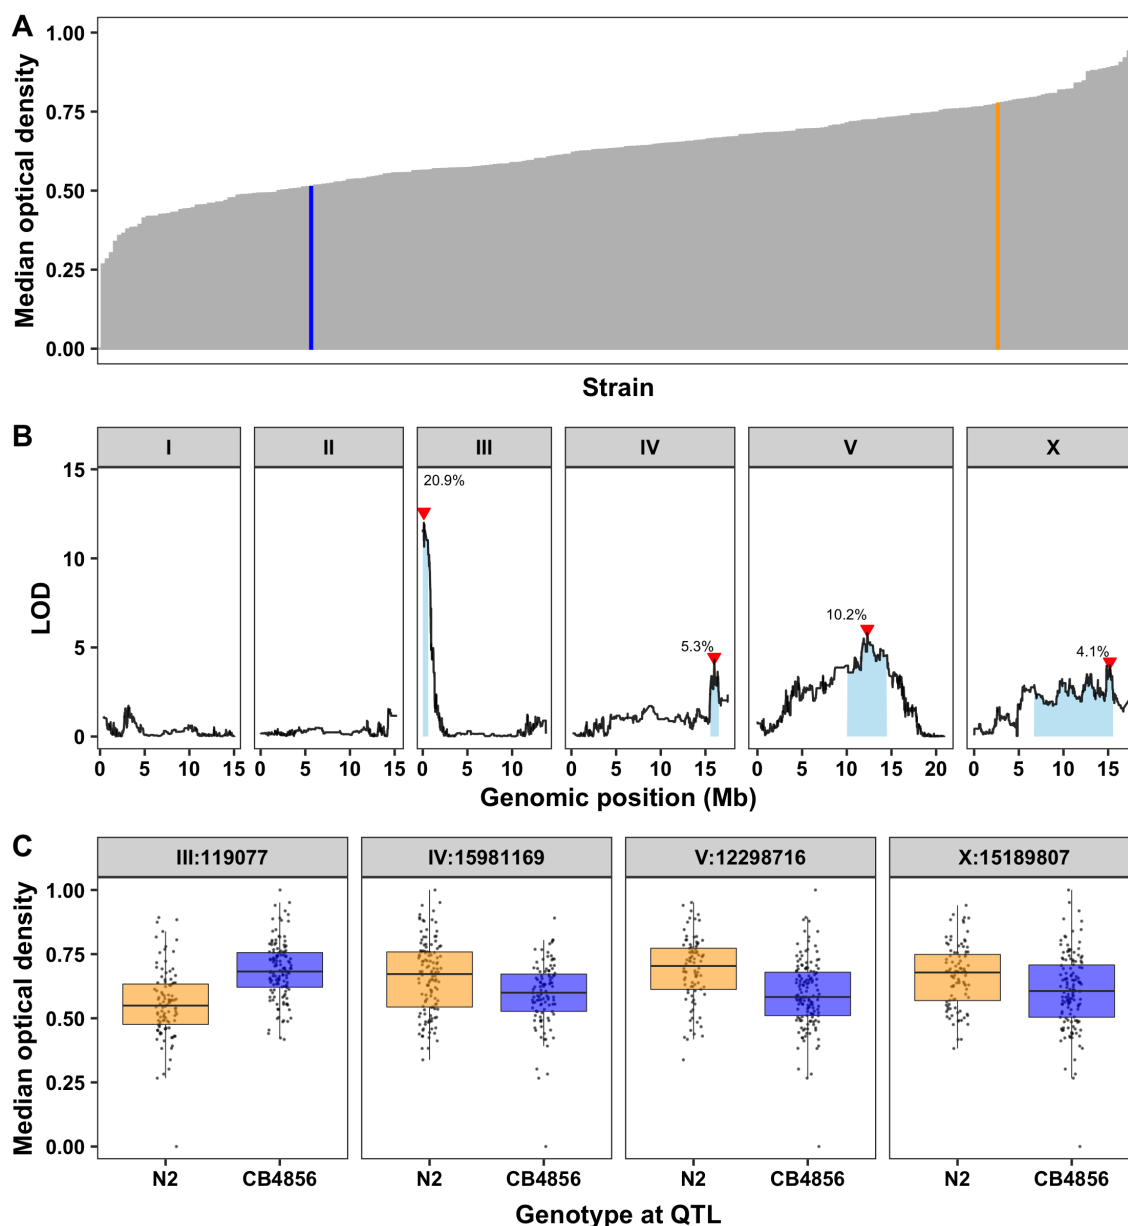 A
Median optical density
1.00
0.75
0.50
0.25
0.00
Strain
B
I II III IV V X
LOD
15
10
5
0
20.9%
5.3%
10.2%
4.1%
0 5 10 15 0 5 10 15 0 5 10 0 5 10 15 0 5 10 15 20 0 5 10 15
Genomic position (Mb)
C
III:119077 IV:15981169 V:12298716 X:15189807
Median optical density
1.00
0.75
0.50
0.25
0.00
N2 CB4856 N2 CB4856 N2 CB4856 N2 CB4856
Genotype at QTL